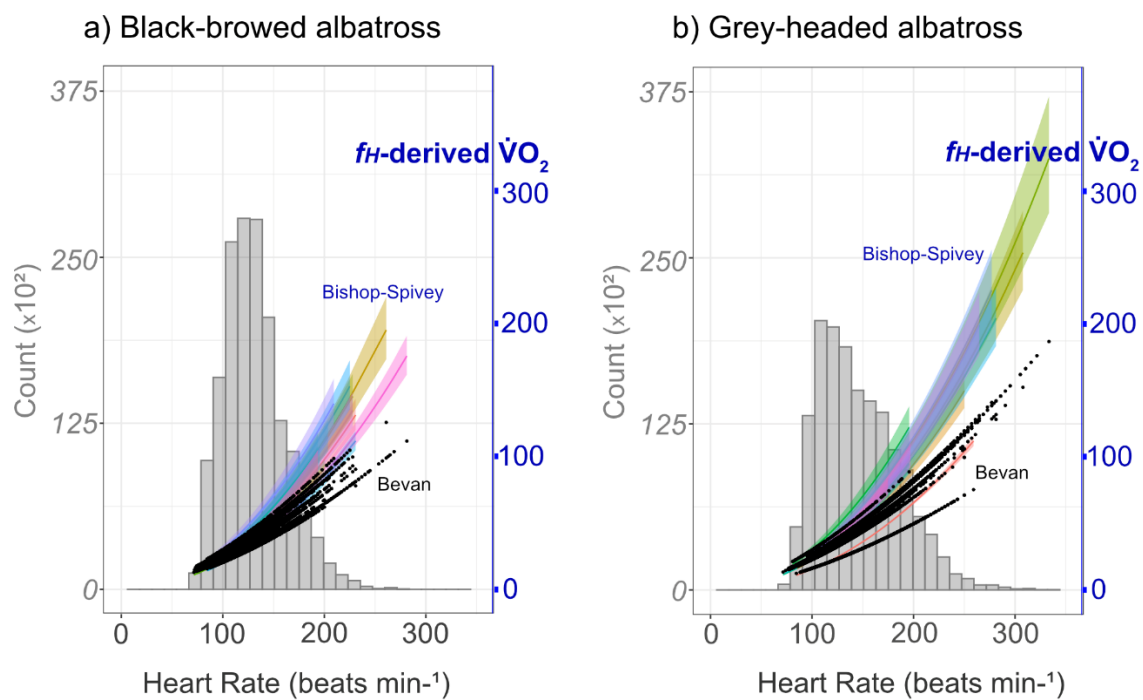 a) Black-browed albatross
375
250
125
0
Count (x10²)
fH-derived V̇O₂
300
200
100
0
Bishop-Spivey
Bevan
0
100
200
300
Heart Rate (beats min-¹)
b) Grey-headed albatross
375
250
125
0
Count (x10²)
fH-derived V̇O₂
300
200
100
0
Bishop-Spivey
Bevan
0
100
200
300
Heart Rate (beats min-¹)